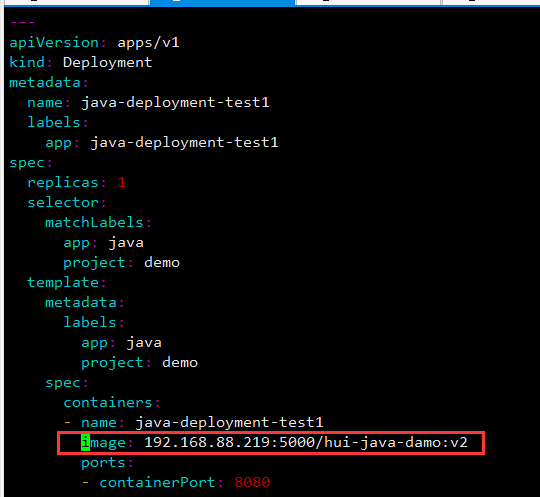 ---
apiVersion: apps/v1
kind: Deployment
metadata:
  name: java-deployment-test1
  labels:
    app: java-deployment-test1
spec:
  replicas: 1
  selector:
    matchLabels:
      app: java
      project: demo
  template:
    metadata:
      labels:
        app: java
        project: demo
    spec:
      containers:
      - name: java-deployment-test1
        image: 192.168.88.219:5000/hui-java-damo:v2
        ports:
        - containerPort: 8080